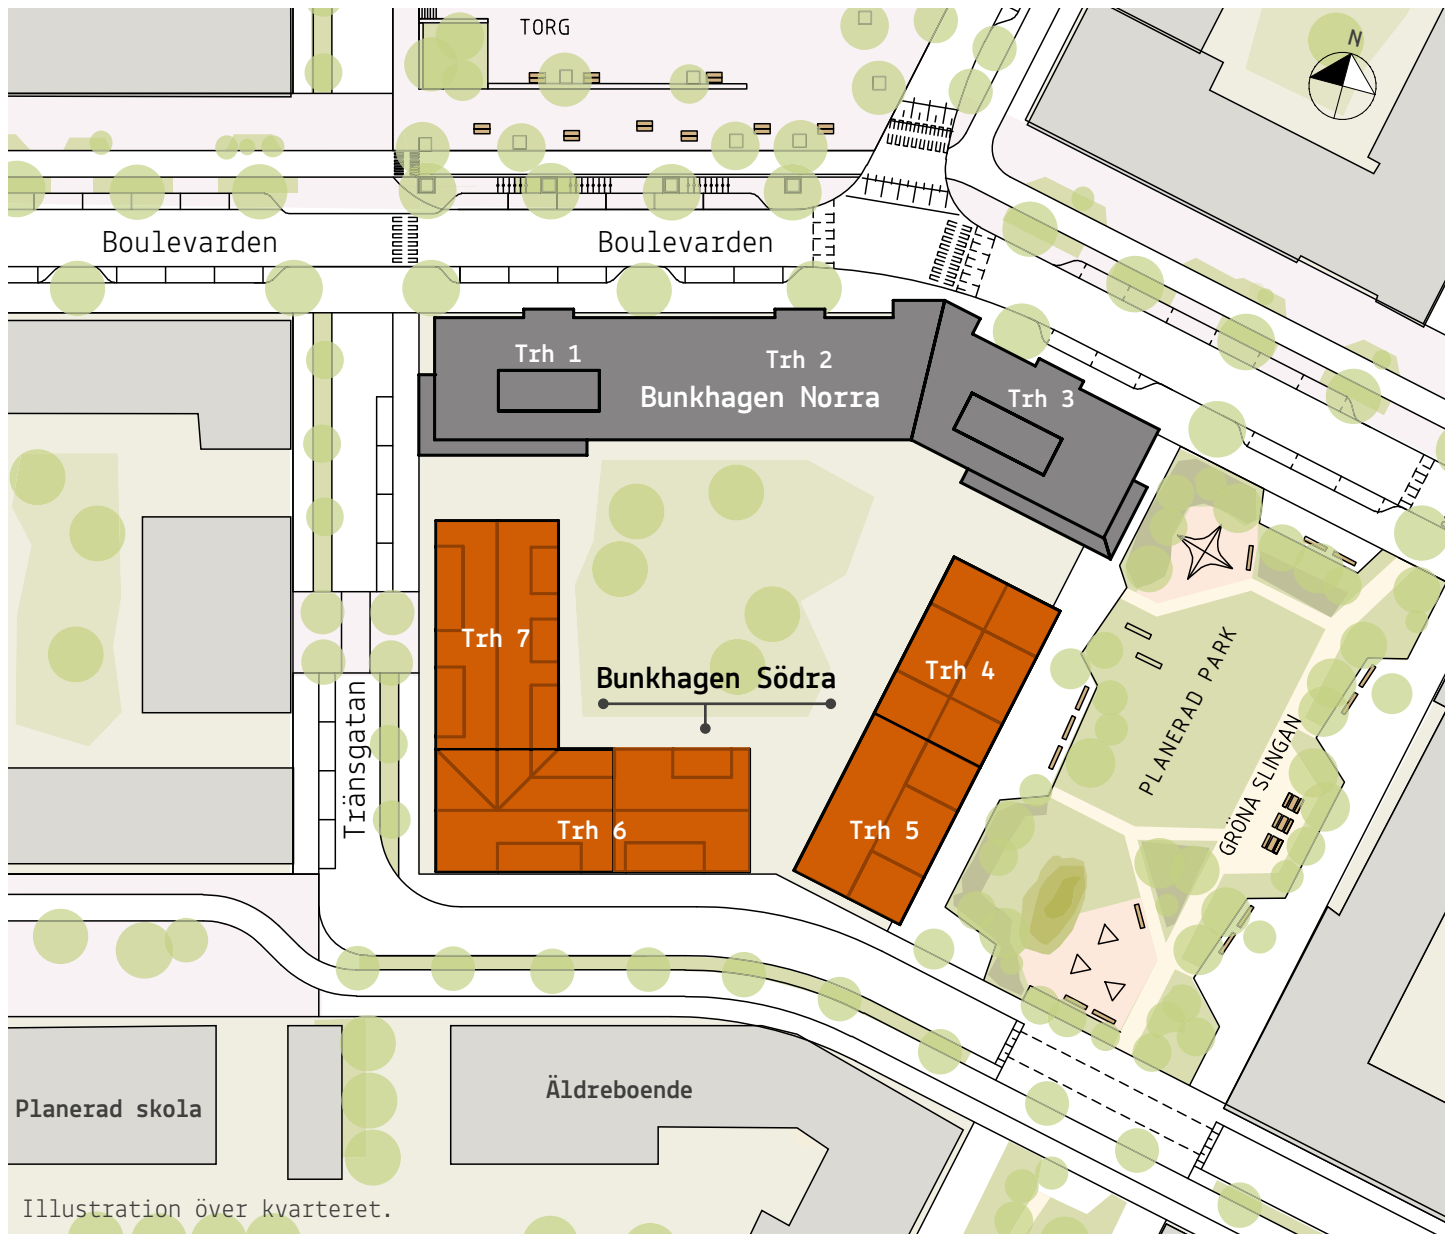 TORG
N
Boulevarden
Boulevarden
Trh 1
Trh 2
Bunkhagen Norra
Trh 3
Trh 7
Trh 4
Bunkhagen Södra
PLANERAD PARK
Tränsgatan
GRÖNA SLINGAN
Trh 6
Trh 5
Äldreboende
Planerad skola
Illustration över kvarteret.